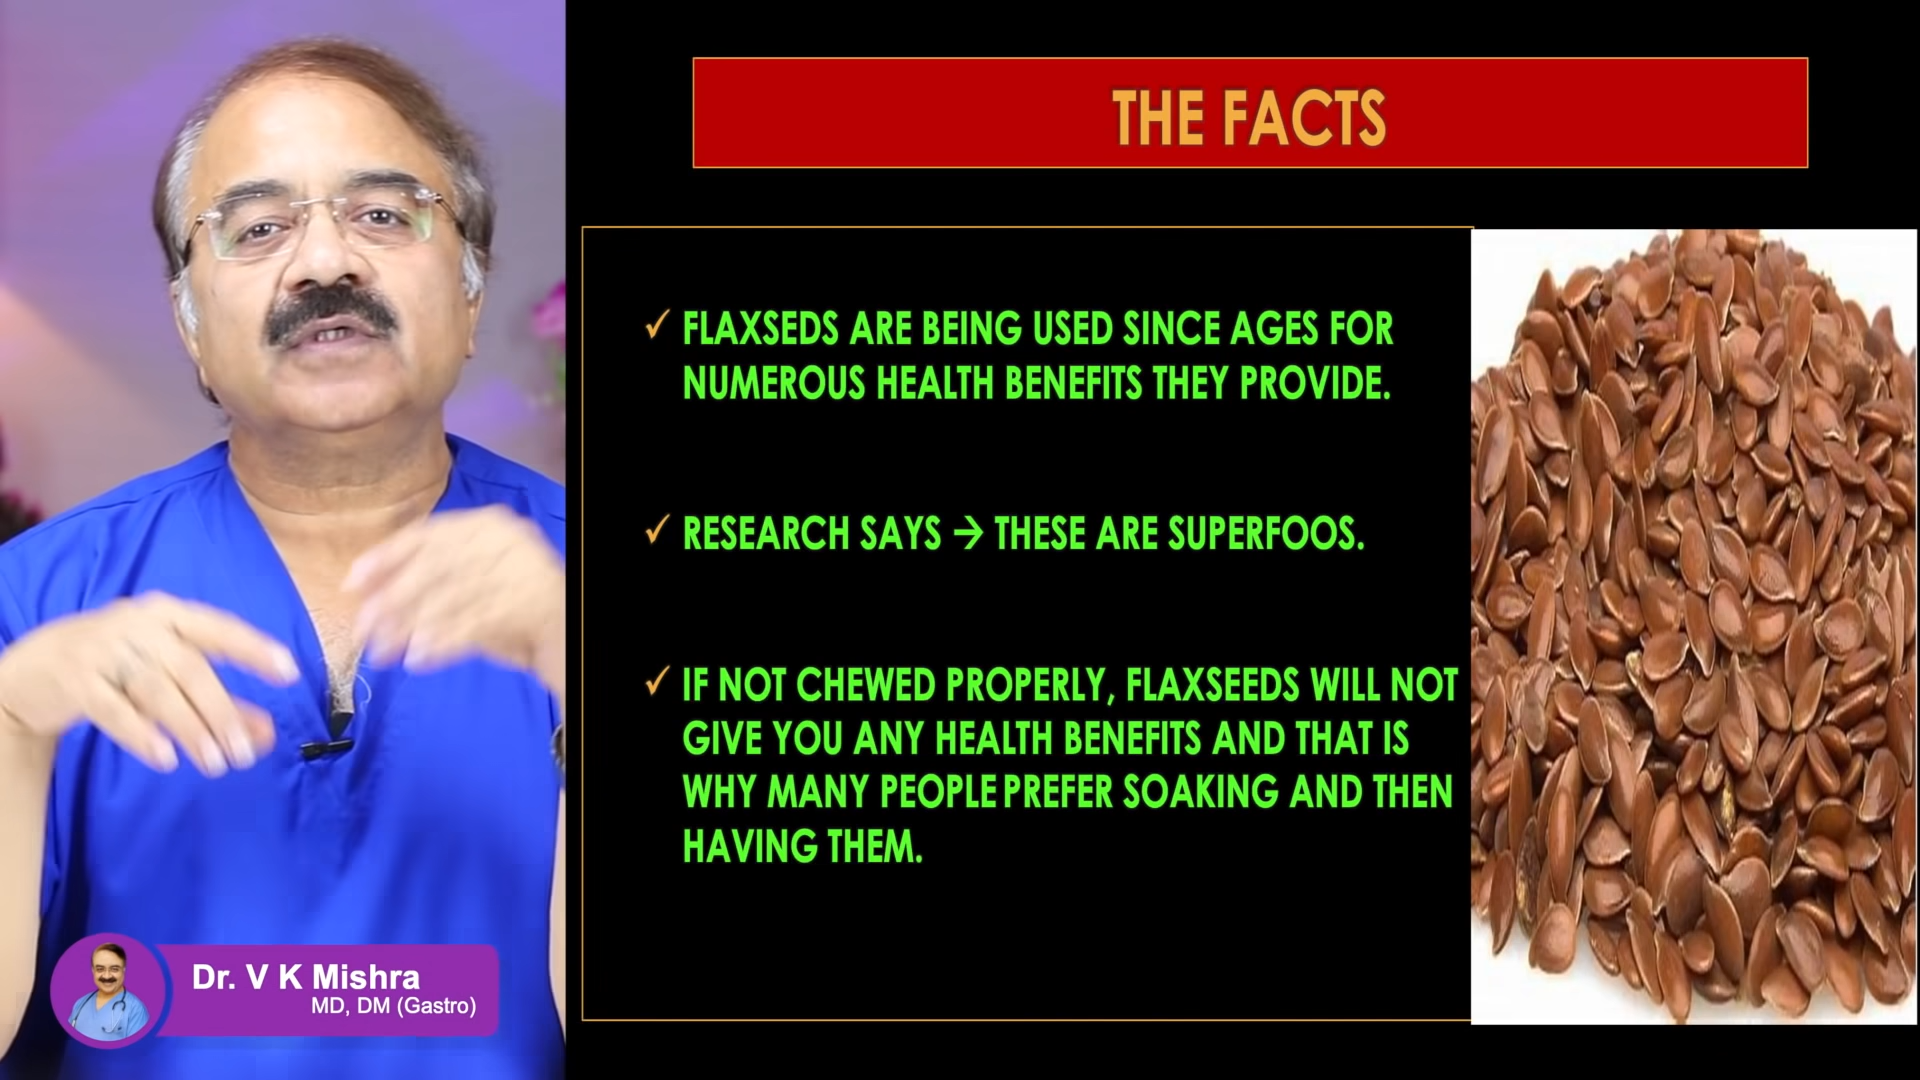 THE FACTS
✓ FLAXSEDS ARE BEING USED SINCE AGES FOR
NUMEROUS HEALTH BENEFITS THEY PROVIDE.
✓ RESEARCH SAYS → THESE ARE SUPERFOOS.
✓ IF NOT CHEWED PROPERLY, FLAXSEEDS WILL NOT
GIVE YOU ANY HEALTH BENEFITS AND THAT IS
WHY MANY PEOPLE PREFER SOAKING AND THEN
HAVING THEM.
Dr. V K Mishra
MD, DM (Gastro)